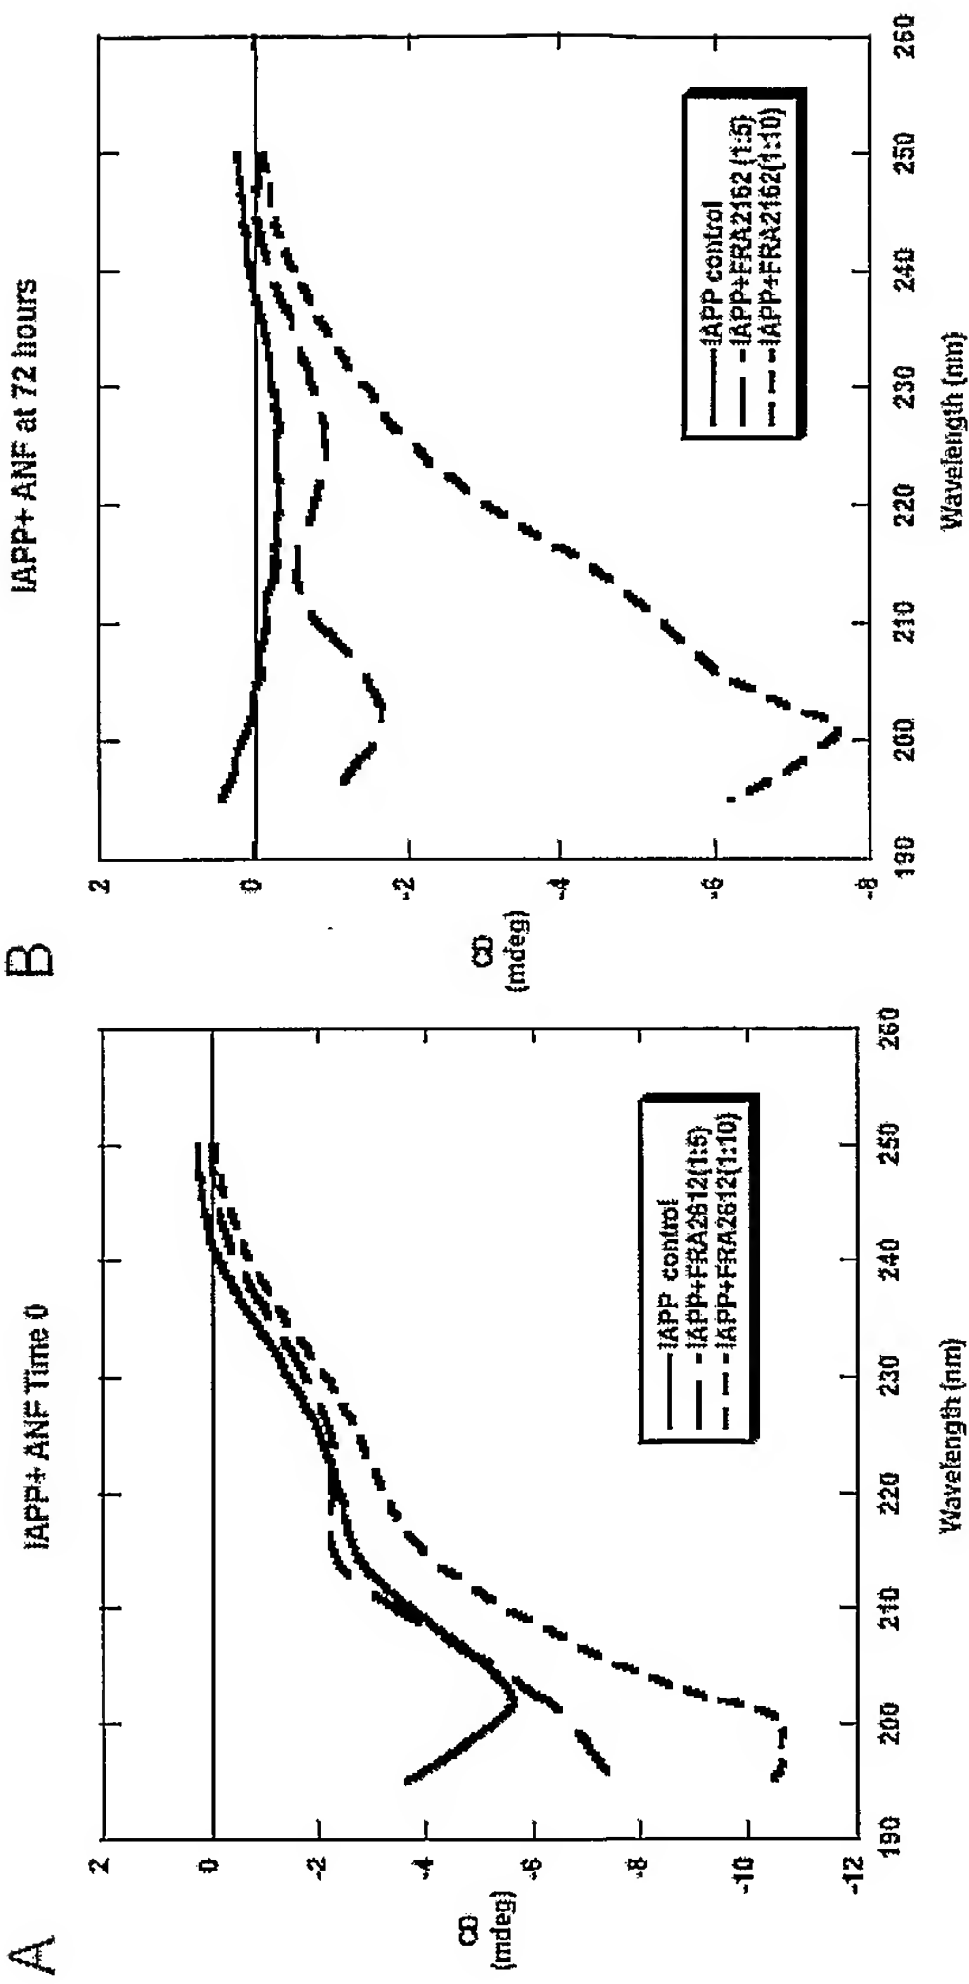 A
IAPP+ ANF Time 0
2
0
-2
-4
-6
-8
-10
-12
CD
(mdeg)
190
200
210
220
230
240
250
260
Wavelength (nm)
IAPP control
IAPP+FRA2612(1:5)
IAPP+FRA2612(1:10)
B
IAPP+ ANF at 72 hours
2
0
-2
-4
-6
-8
CD
(mdeg)
190
200
210
220
230
240
250
260
Wavelength (nm)
IAPP control
IAPP+FRA2162 (1:5)
IAPP+FRA2162(1:10)